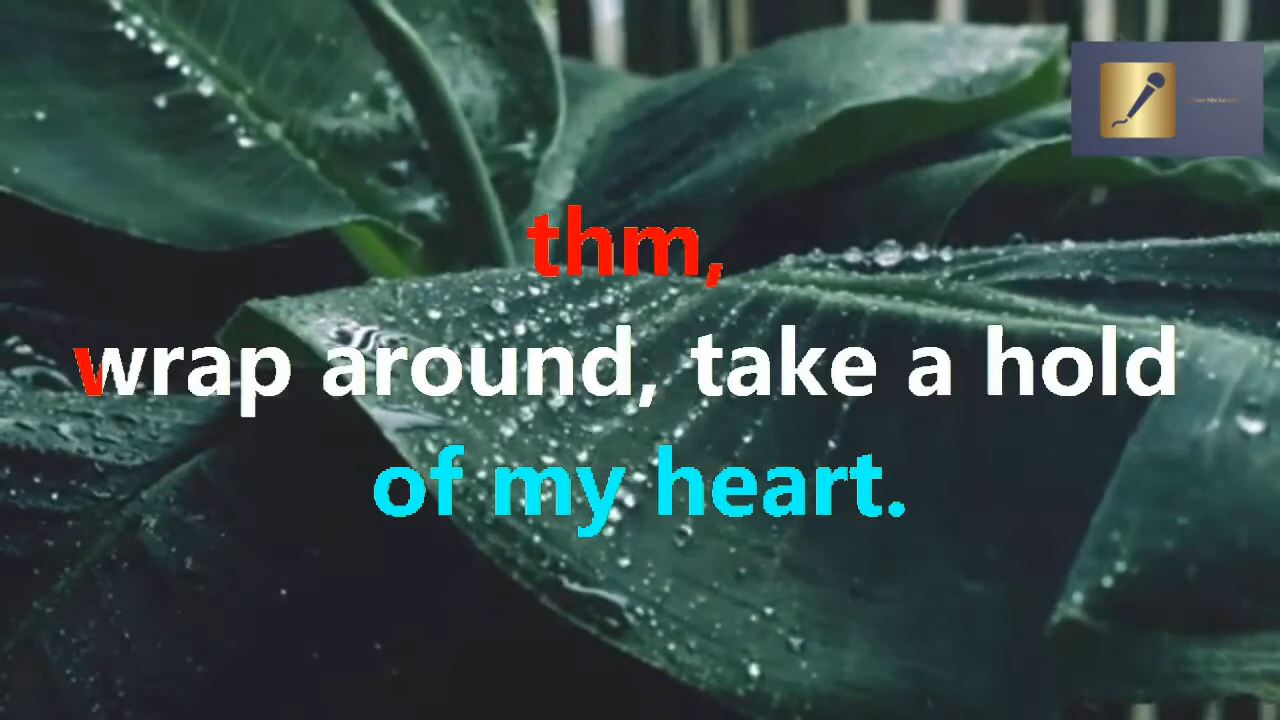 thm,
wrap around, take a hold
of my heart.